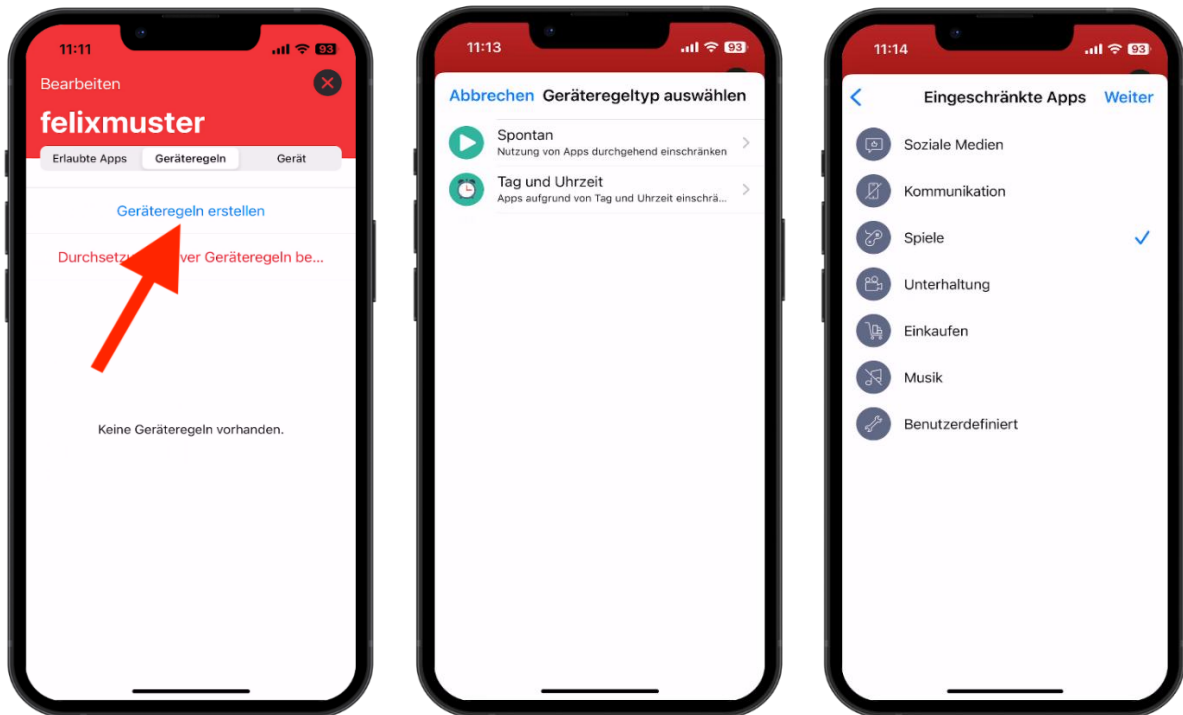 11:11
93
Bearbeiten
felixmuster
Erlaubte Apps Geräteregeln Gerät
Geräteregeln erstellen
Durchsetzu ver Geräteregeln be...
Keine Geräteregeln vorhanden.
11:13
93
Abbrechen Geräteregeltyp auswählen
Spontan
Nutzung von Apps durchgehend einschränken
Tag und Uhrzeit
Apps aufgrund von Tag und Uhrzeit einschrä...
11:14
93
Eingeschränkte Apps Weiter
Soziale Medien
Kommunikation
Spiele
Unterhaltung
Einkaufen
Musik
Benutzerdefiniert